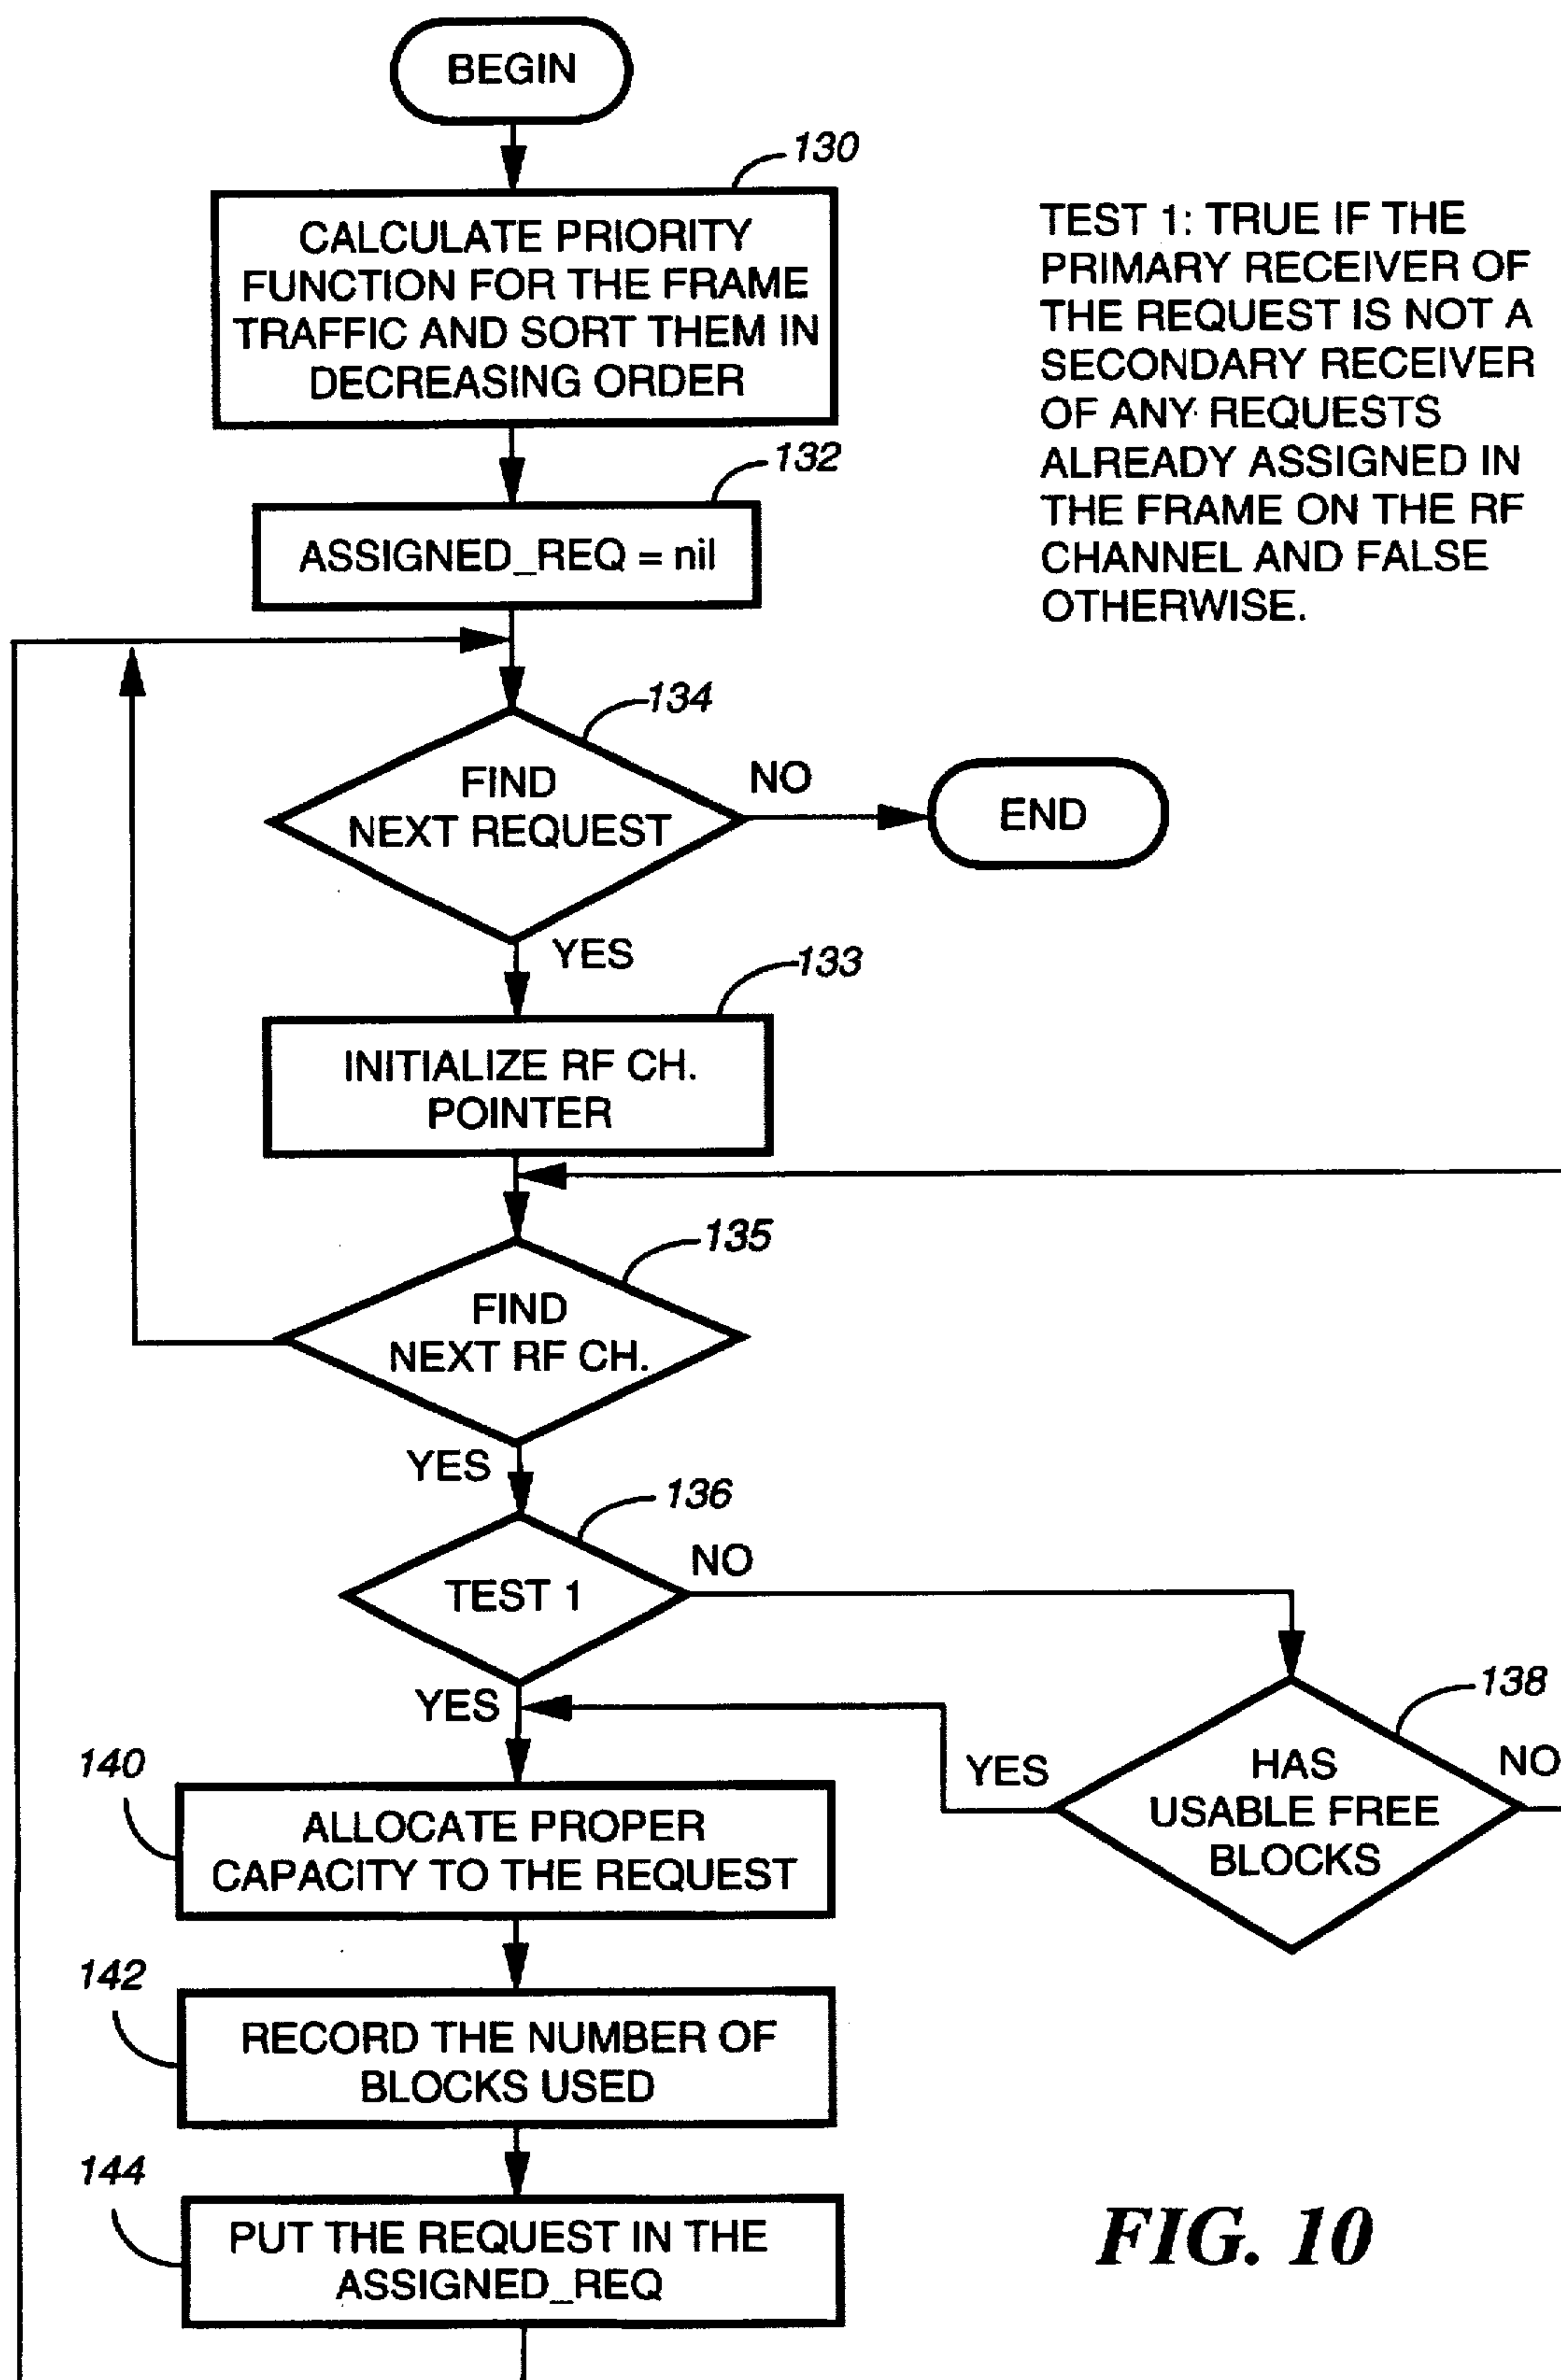 BEGIN
130
CALCULATE PRIORITY
FUNCTION FOR THE FRAME
TRAFFIC AND SORT THEM IN
DECREASING ORDER
TEST 1: TRUE IF THE
PRIMARY RECEIVER OF
THE REQUEST IS NOT A
SECONDARY RECEIVER
OF ANY REQUESTS
ALREADY ASSIGNED IN
THE FRAME ON THE RF
CHANNEL AND FALSE
OTHERWISE.
132
ASSIGNED_REQ = nil
134
FIND
NEXT REQUEST
NO
END
YES
133
INITIALIZE RF CH.
POINTER
135
FIND
NEXT RF CH.
YES
136
TEST 1
NO
YES
138
HAS
USABLE FREE
BLOCKS
YES
NO
140
ALLOCATE PROPER
CAPACITY TO THE REQUEST
142
RECORD THE NUMBER OF
BLOCKS USED
144
PUT THE REQUEST IN THE
ASSIGNED_REQ
FIG. 10